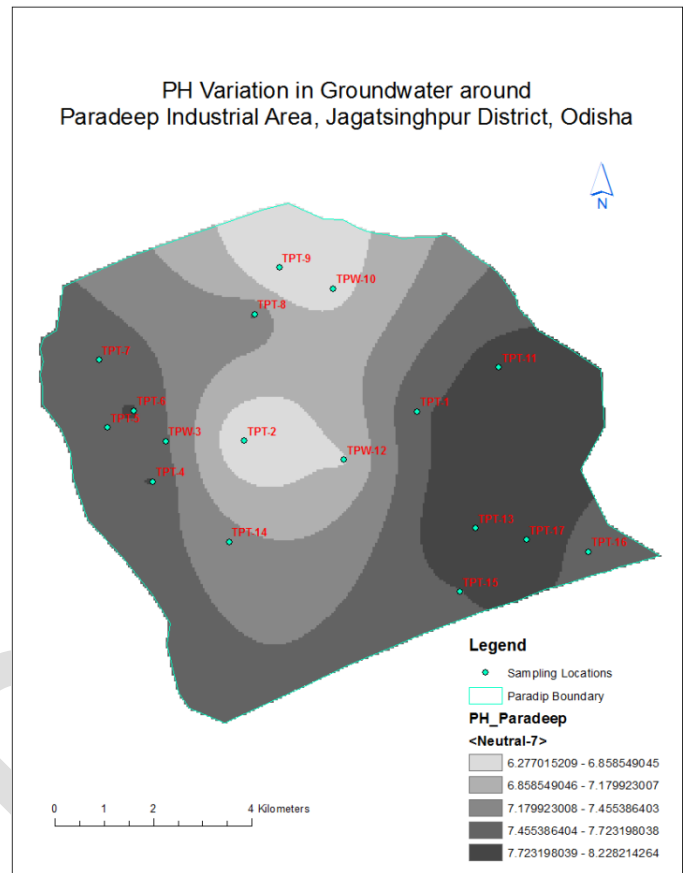 PH Variation in Groundwater around
Paradeep Industrial Area, Jagatsinghpur District, Odisha
N
TPT-9
TPW-10
TPT-8
TPT-7
TPT-11
TPT-6
TPT-1
TPT-5
TPW-3
TPT-2
TPW-12
TPT-4
TPT-13
TPT-17
TPT-14
TPT-16
TPT-15
Legend
Sampling Locations
Paradip Boundary
PH_Paradeep
<Neutral-7>
6.277015209 - 6.858549045
6.858549046 - 7.179923007
7.179923008 - 7.455386403
7.455386404 - 7.723198038
7.723198039 - 8.228214264
0 1 2 4 Kilometers